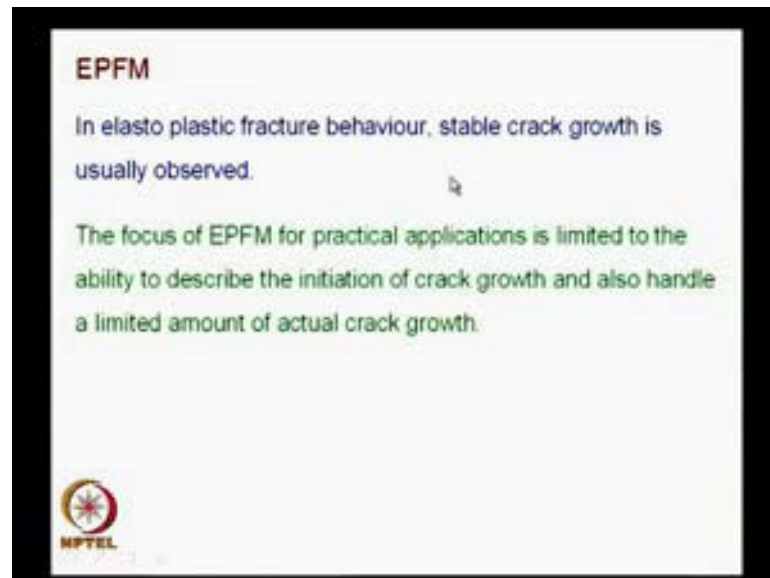 EPFM
In elasto plastic fracture behaviour, stable crack growth is
usually observed.
The focus of EPFM for practical applications is limited to the
ability to describe the initiation of crack growth and also handle
a limited amount of actual crack growth.
NPTEL